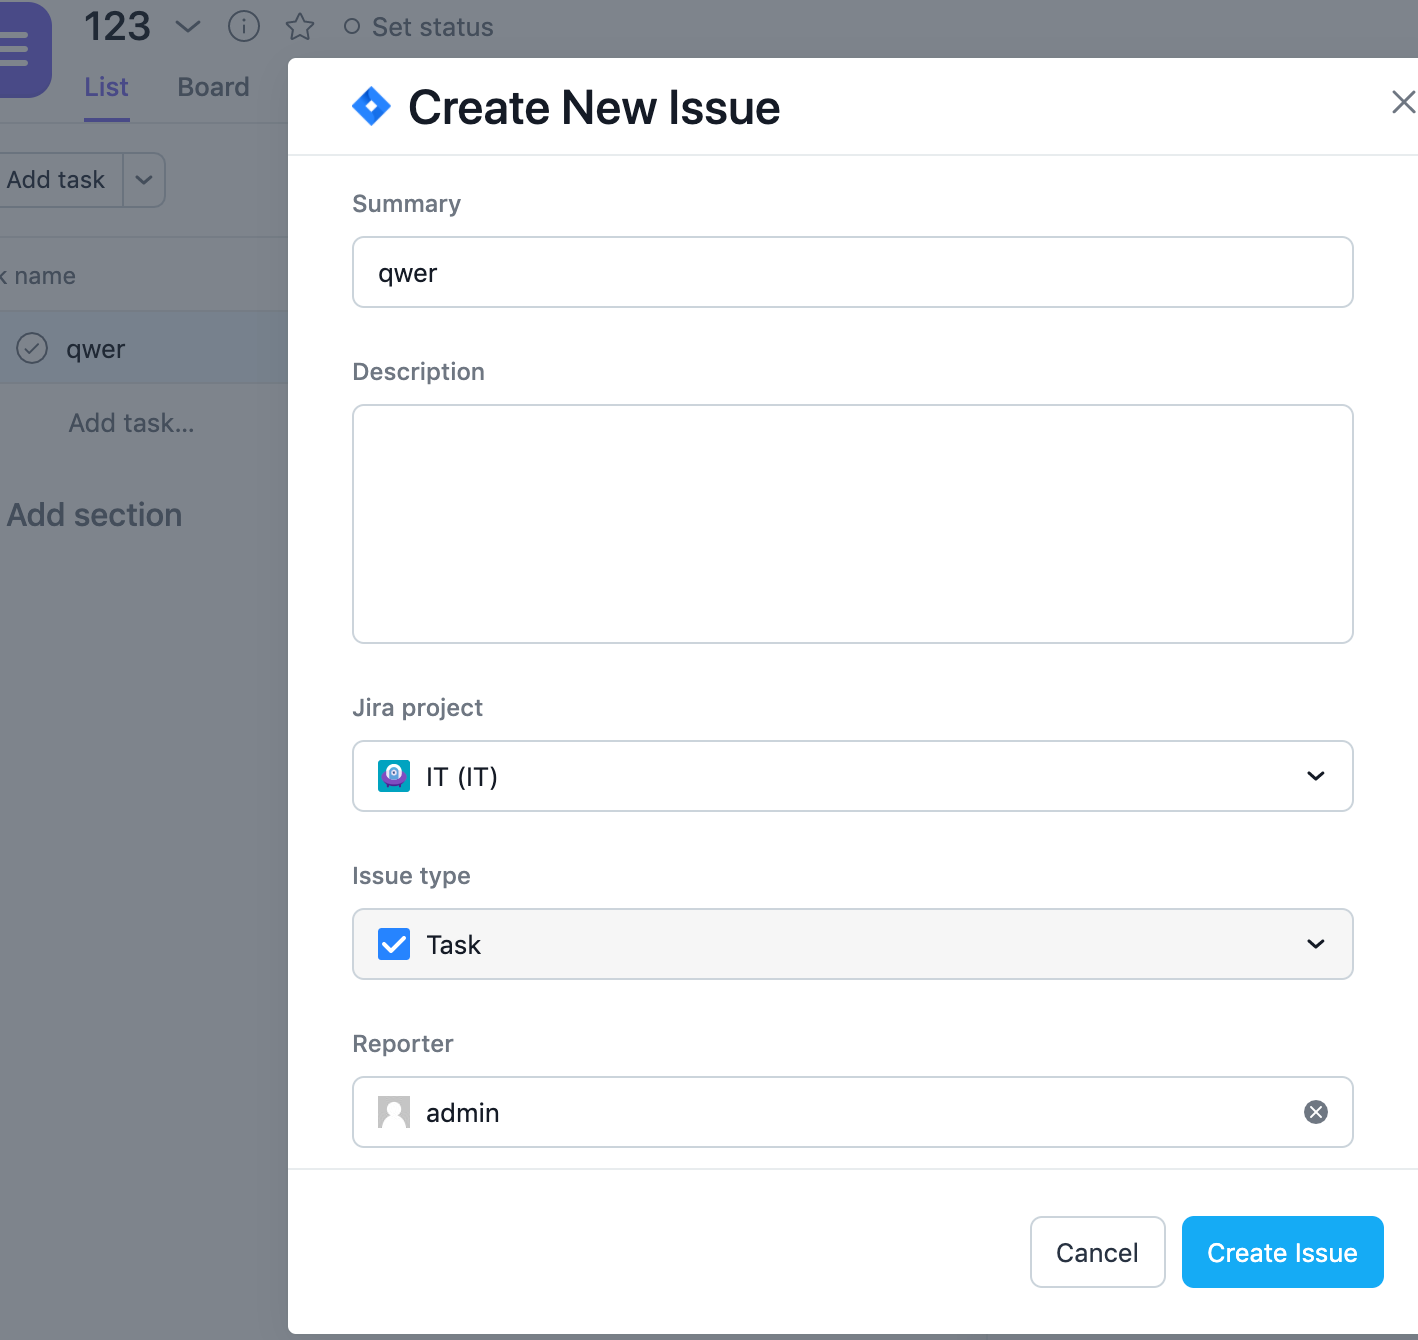 123 Set status
List Board
Add task
k name
qwer
Add task...
Add section
Create New Issue
Summary
qwer
Description
Jira project
IT (IT)
Issue type
Task
Reporter
admin
Cancel Create Issue